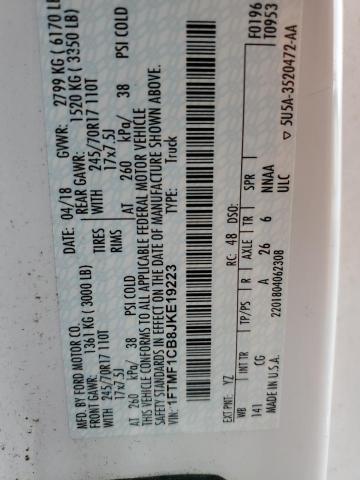 MFD. BY FORD MOTOR CO.
DATE: 04/18 GVWR: 2799 KG ( 6170 LB
FRONT GAWR: 1361 KG ( 3000 LB) REAR GAWR: 1520 KG ( 3350 LB)
245/70R17 110T TIRES WITH 245/70R17 110T
17x7.5J RIMS 17x7.5J
AT 260 kPa/ 38 PSI COLD AT 260 kPa/ 38 PSI COLD
THIS VEHICLE CONFORMS TO ALL APPLICABLE FEDERAL MOTOR VEHICLE
SAFETY AND BUMPER STANDARDS IN EFFECT ON THE DATE OF MANUFACTURE SHOWN ABOVE.
VIN: 1FTMF1CB8JKE19223
TYPE: Truck
F0196
T0953
EXT PNT: YZ RC: 48 DSO:
WB INT TR TP/PS R AXLE TR SPR
141 CG A 26 6 NNAA
ULC
MADE IN U.S.A. 2201804062308
▽ 5U5A-3520472-AA